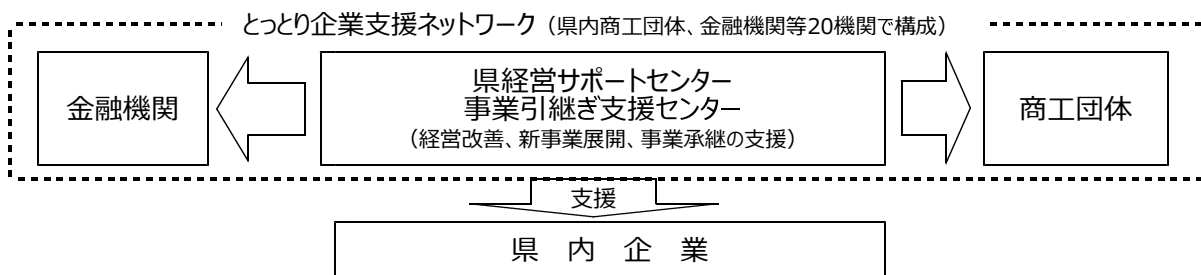 とっとり企業支援ネットワーク（県内商工団体、金融機関等20機関で構成）
金融機関
県経営サポートセンター
事業引継ぎ支援センター
（経営改善、新事業展開、事業承継の支援）
商工団体
支援
県内企業